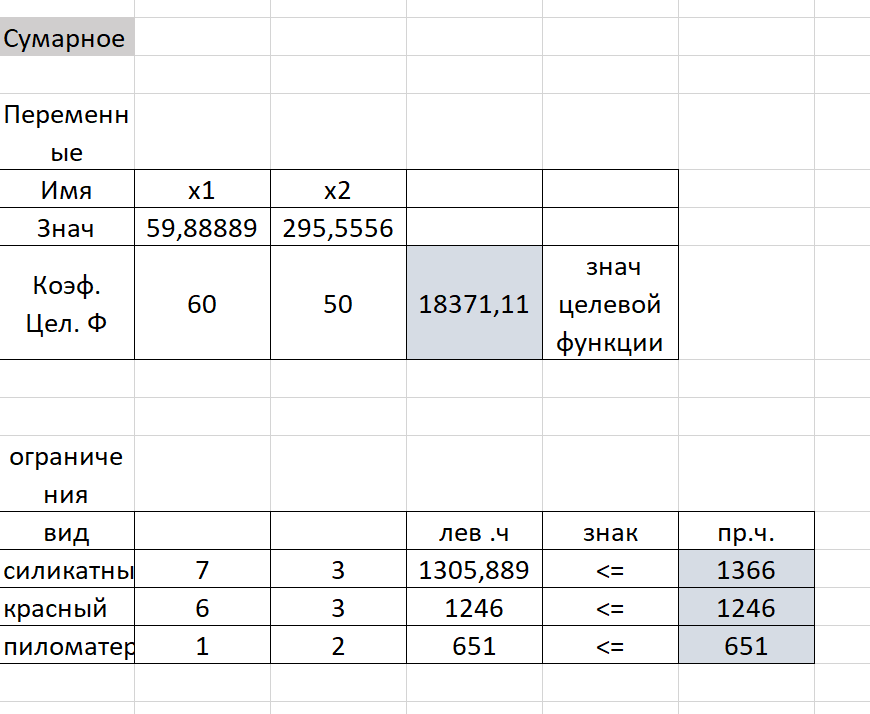 Сумарное
Переменн
ые
Имя x1 x2
Знач 59,88889 295,5556
Коэф.
Цел. Ф 60 50 18371,11 знач
целевой
функции
ограниче
ния
вид лев .ч знак пр.ч.
силикатны 7 3 1305,889 <= 1366
красный 6 3 1246 <= 1246
пиломатер 1 2 651 <= 651